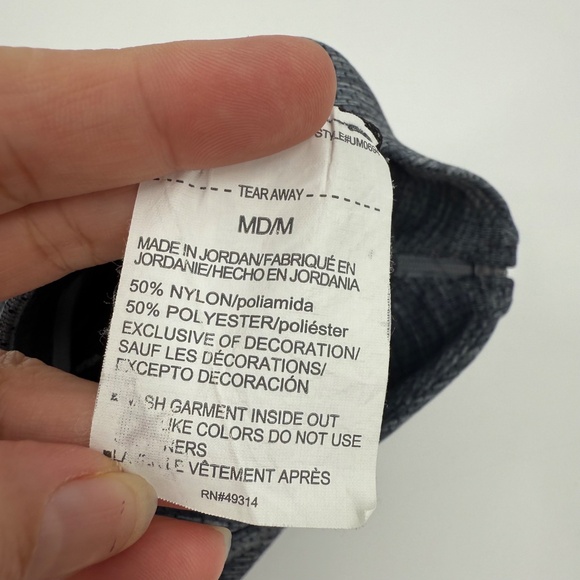 TEAR AWAY
MD/M
MADE IN JORDAN/FABRIQUÉ EN
JORDANIE/HECHO EN JORDANIA
50% NYLON/poliamida
50% POLYESTER/poliéster
EXCLUSIVE OF DECORATION/
SAUF LES DÉCORATIONS/
EXCEPTO DECORACIÓN
GARMENT INSIDE OUT
COLORS DO NOT USE
VÊTEMENT APRÈS
RN#49314